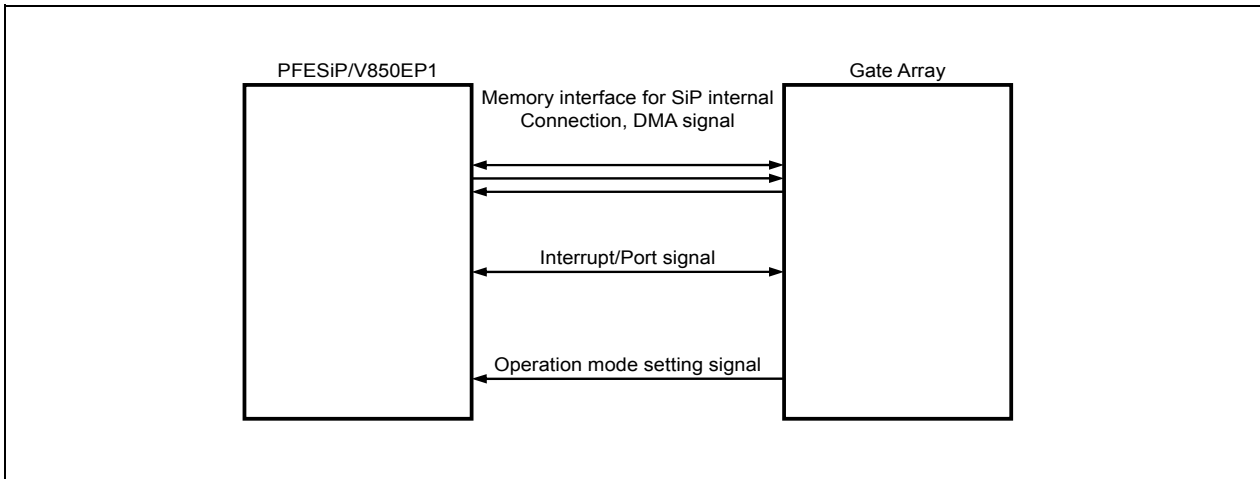 PFESiP/V850EP1
Gate Array
Memory interface for SiP internal
Connection, DMA signal
Interrupt/Port signal
Operation mode setting signal